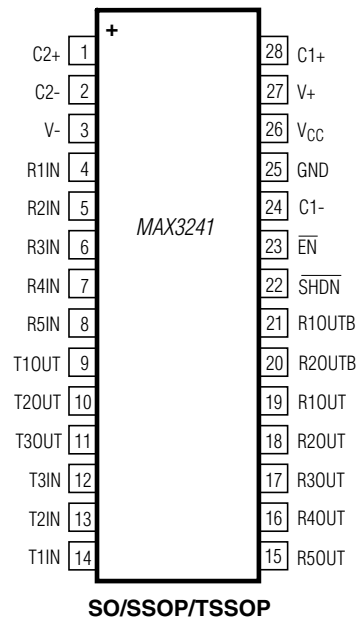 +
C2+ 1 28 C1+
C2- 2 27 V+
V- 3 26 VCC
R1IN 4 25 GND
R2IN 5 24 C1-
MAX3241
R3IN 6 23 E̅N̅
R4IN 7 22 S̅H̅D̅N̅
R5IN 8 21 R1OUTB
T1OUT 9 20 R2OUTB
T2OUT 10 19 R1OUT
T3OUT 11 18 R2OUT
T3IN 12 17 R3OUT
T2IN 13 16 R4OUT
T1IN 14 15 R5OUT
SO/SSOP/TSSOP